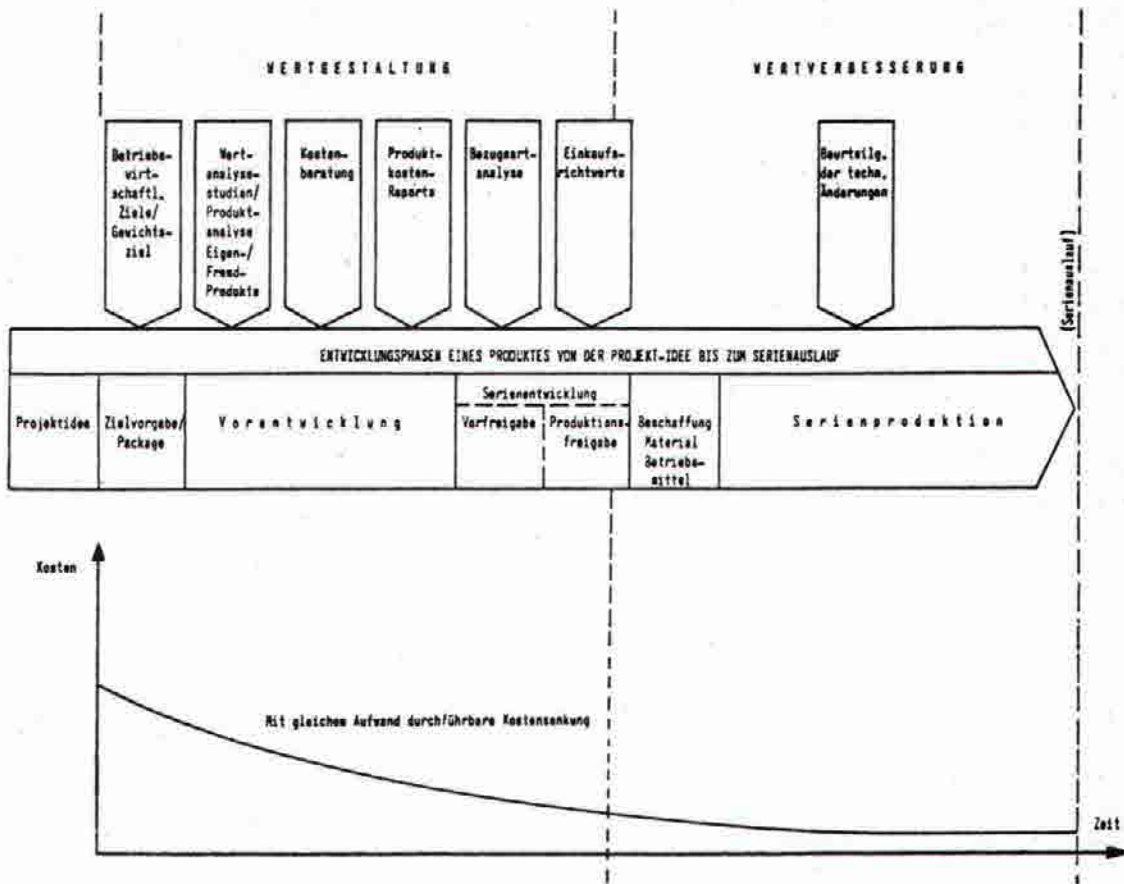 WERTGESTALTUNG
WERTVERBESSERUNG
Betriebs-
wirt-
schaftl.
Ziele/
Gewichts-
ziel
Wert-
analyse-
studien/
Produkt-
analyse
Eigen-/
Fremd-
Produkte
Kosten-
beratung
Produkt-
kosten-
Reports
Bezugsart-
analyse
Einkaufs-
richtwerte
Beurteilg.
der techn.
Änderungen
(Serienauslauf)
ENTWICKLUNGSPHASEN EINES PRODUKTES VON DER PROJEKT-IDEE BIS ZUM SERIENAUSLAUF
Projektidee
Zielvorgabe/
Package
Vorentwicklung
Serienentwicklung
Vorfreigabe
Produktions-
freigabe
Beschaffung
Material
Betriebs-
mittel
Serienproduktion
Kosten
Mit gleichem Aufwand durchführbare Kostensenkung
Zeit